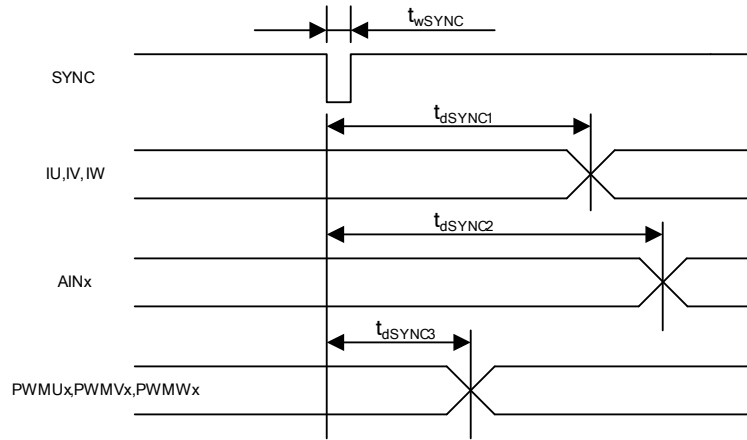 twSYNC
SYNC
tdSYNC1
IU,IV,IW
tdSYNC2
AINx
tdSYNC3
PWMUx,PWMVx,PWMWx